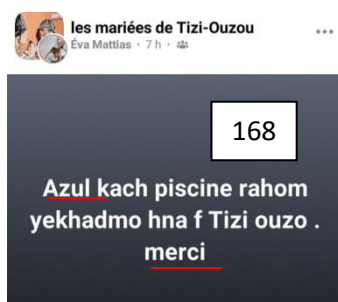 les mariées de Tizi-Ouzou
Éva Mattias · 7 h ·
168
Azul kach piscine rahom
yekhadmo hna f Tizi ouzo .
merci